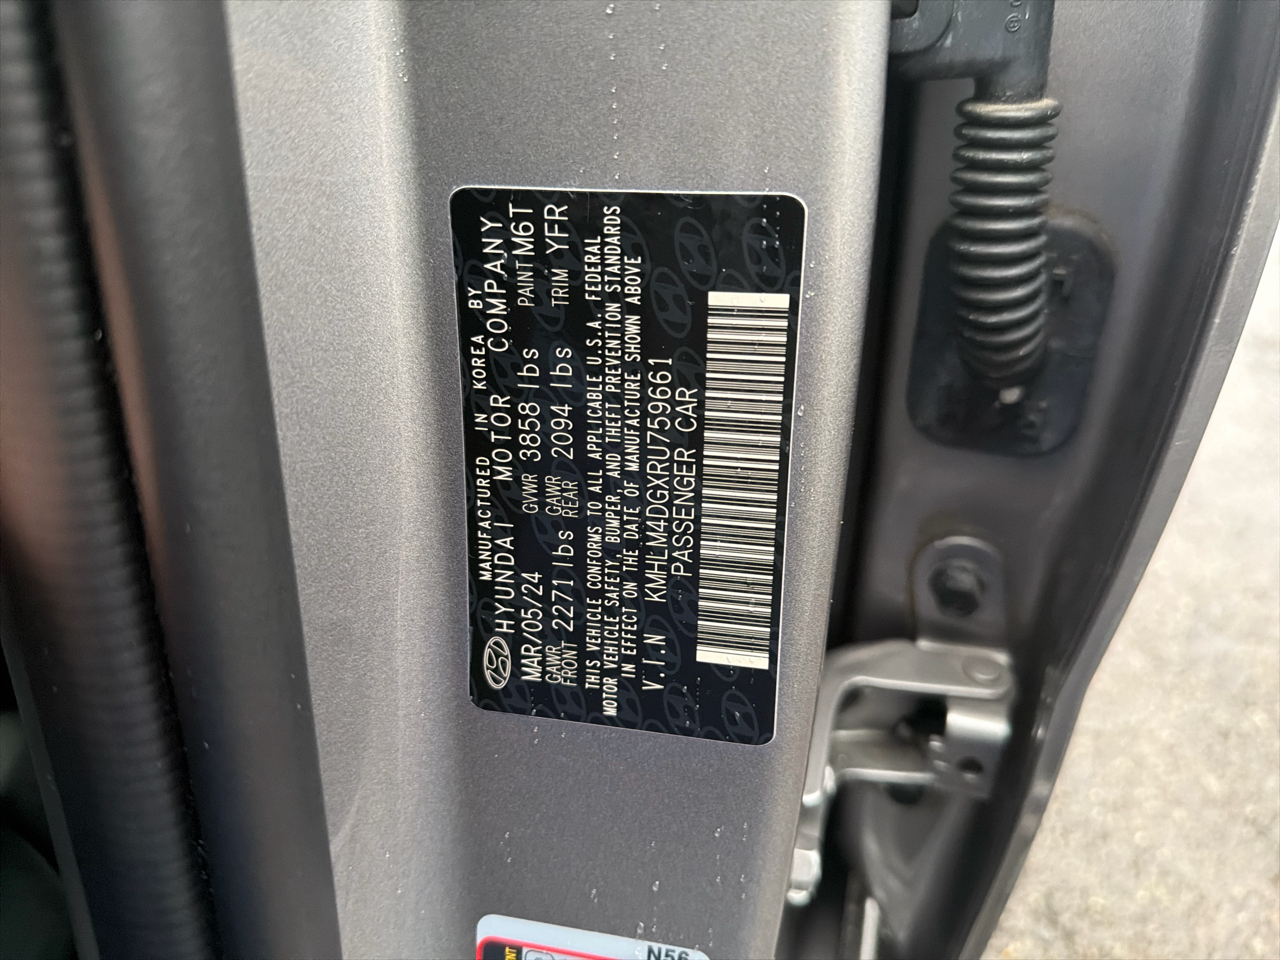 MANUFACTURED IN KOREA BY
HYUNDAI MOTOR COMPANY
MAR/05/24 GVWR 3858 lbs PAINT M6T
GAWR FRONT 2271 lbs GAWR REAR 2094 lbs TRIM YFR
THIS VEHICLE CONFORMS TO ALL APPLICABLE U.S.A. FEDERAL
MOTOR VEHICLE SAFETY, BUMPER, AND THEFT PREVENTION STANDARDS
IN EFFECT ON THE DATE OF MANUFACTURE SHOWN ABOVE
V.I.N KMHLM4DGXRU759661
PASSENGER CAR
N56